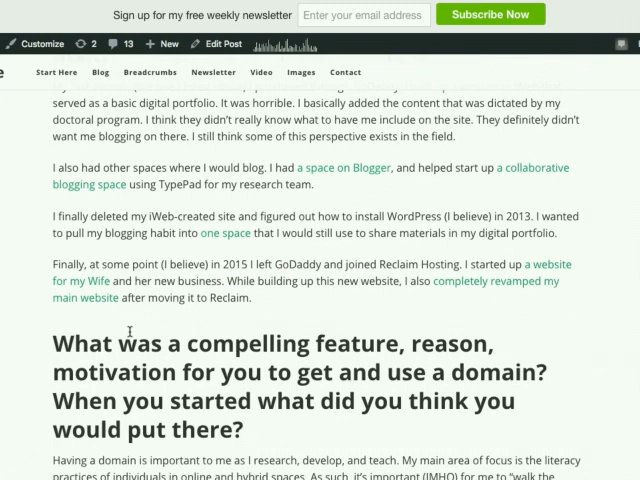 Sign up for my free weekly newsletter Enter your email address Subscribe Now
Customize 2 13 New Edit Post
e Start Here Blog Breadcrumbs Newsletter Video Images Contact
served as a basic digital portfolio. It was horrible. I basically added the content that was dictated by my
doctoral program. I think they didn't really know what to have me include on the site. They definitely didn't
want me blogging on there. I still think some of this perspective exists in the field.
I also had other spaces where I would blog. I had a space on Blogger, and helped start up a collaborative
blogging space using TypePad for my research team.
I finally deleted my iWeb-created site and figured out how to install WordPress (I believe) in 2013. I wanted
to pull my blogging habit into one space that I would still use to share materials in my digital portfolio.
Finally, at some point (I believe) in 2015 I left GoDaddy and joined Reclaim Hosting. I started up a website
for my Wife and her new business. While building up this new website, I also completely revamped my
main website after moving it to Reclaim.
What was a compelling feature, reason,
motivation for you to get and use a domain?
When you started what did you think you
would put there?
Having a domain is important to me as I research, develop, and teach. My main area of focus is the literacy
practices of individuals in online and hybrid spaces. As such, it's important (IMHO) for me to "walk the